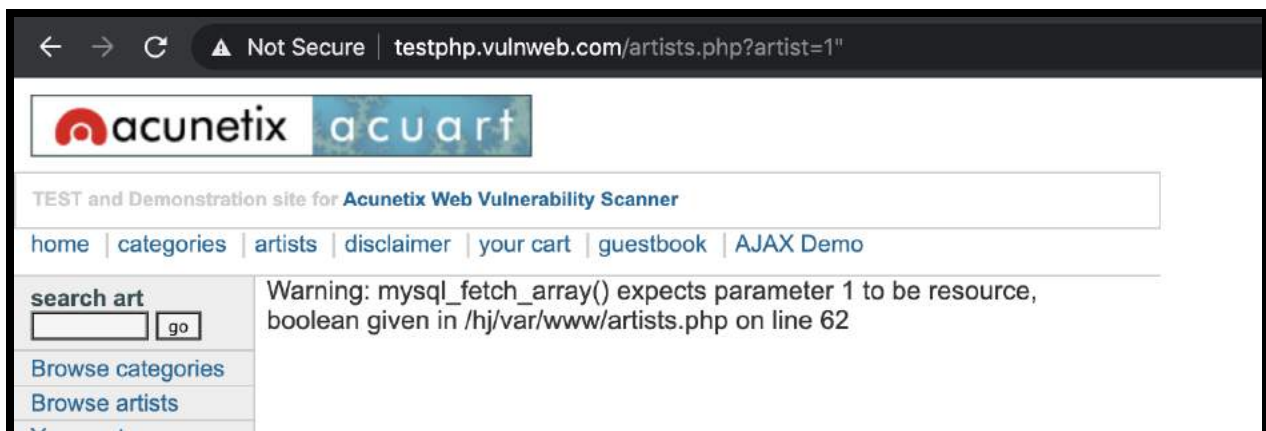 Not Secure | testphp.vulnweb.com/artists.php?artist=1"
acunetix acuart
TEST and Demonstration site for Acunetix Web Vulnerability Scanner
home | categories | artists | disclaimer | your cart | guestbook | AJAX Demo
search art
go
Warning: mysql_fetch_array() expects parameter 1 to be resource,
boolean given in /hj/var/www/artists.php on line 62
Browse categories
Browse artists